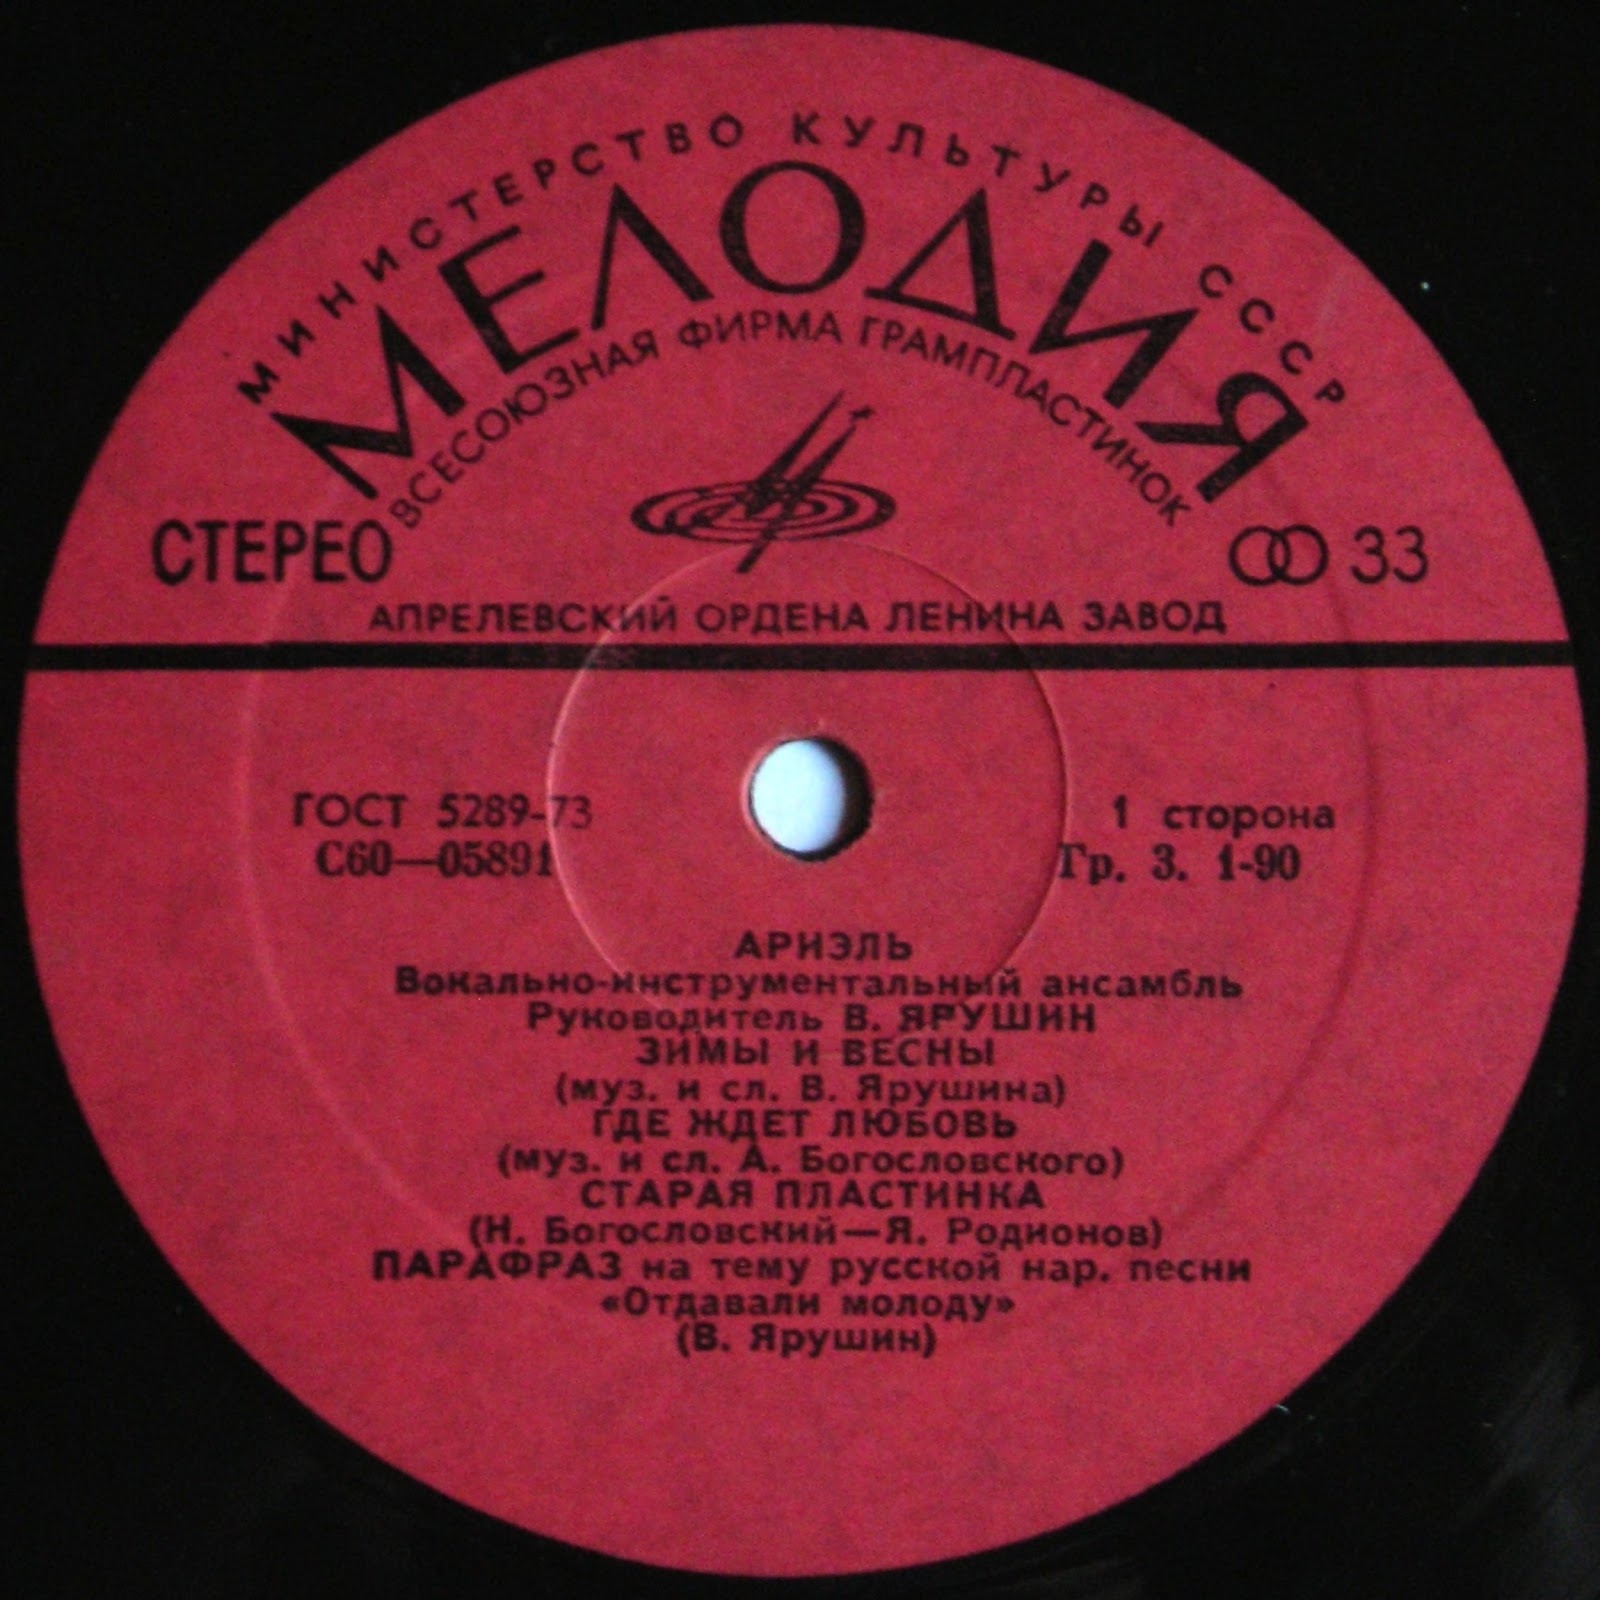 МИНИСТЕРСТВО КУЛЬТУРЫ СССР
МЕЛОДИЯ
ВСЕСОЮЗНАЯ ФИРМА ГРАМПЛАСТИНОК
СТЕРЕО 33
АПРЕЛЕВСКИЙ ОРДЕНА ЛЕНИНА ЗАВОД
ГОСТ 5289-73 1 сторона
С60—05891 Гр. 3. 1-90
АРИЭЛЬ
Вокально-инструментальный ансамбль
Руководитель В. ЯРУШИН
ЗИМЫ И ВЕСНЫ
(муз. и сл. В. Ярушина)
ГДЕ ЖДЕТ ЛЮБОВЬ
(муз. и сл. А. Богословского)
СТАРАЯ ПЛАСТИНКА
(Н. Богословский—Я. Родионов)
ПАРАФРАЗ на тему русской нар. песни
«Отдавали молоду»
(В. Ярушин)